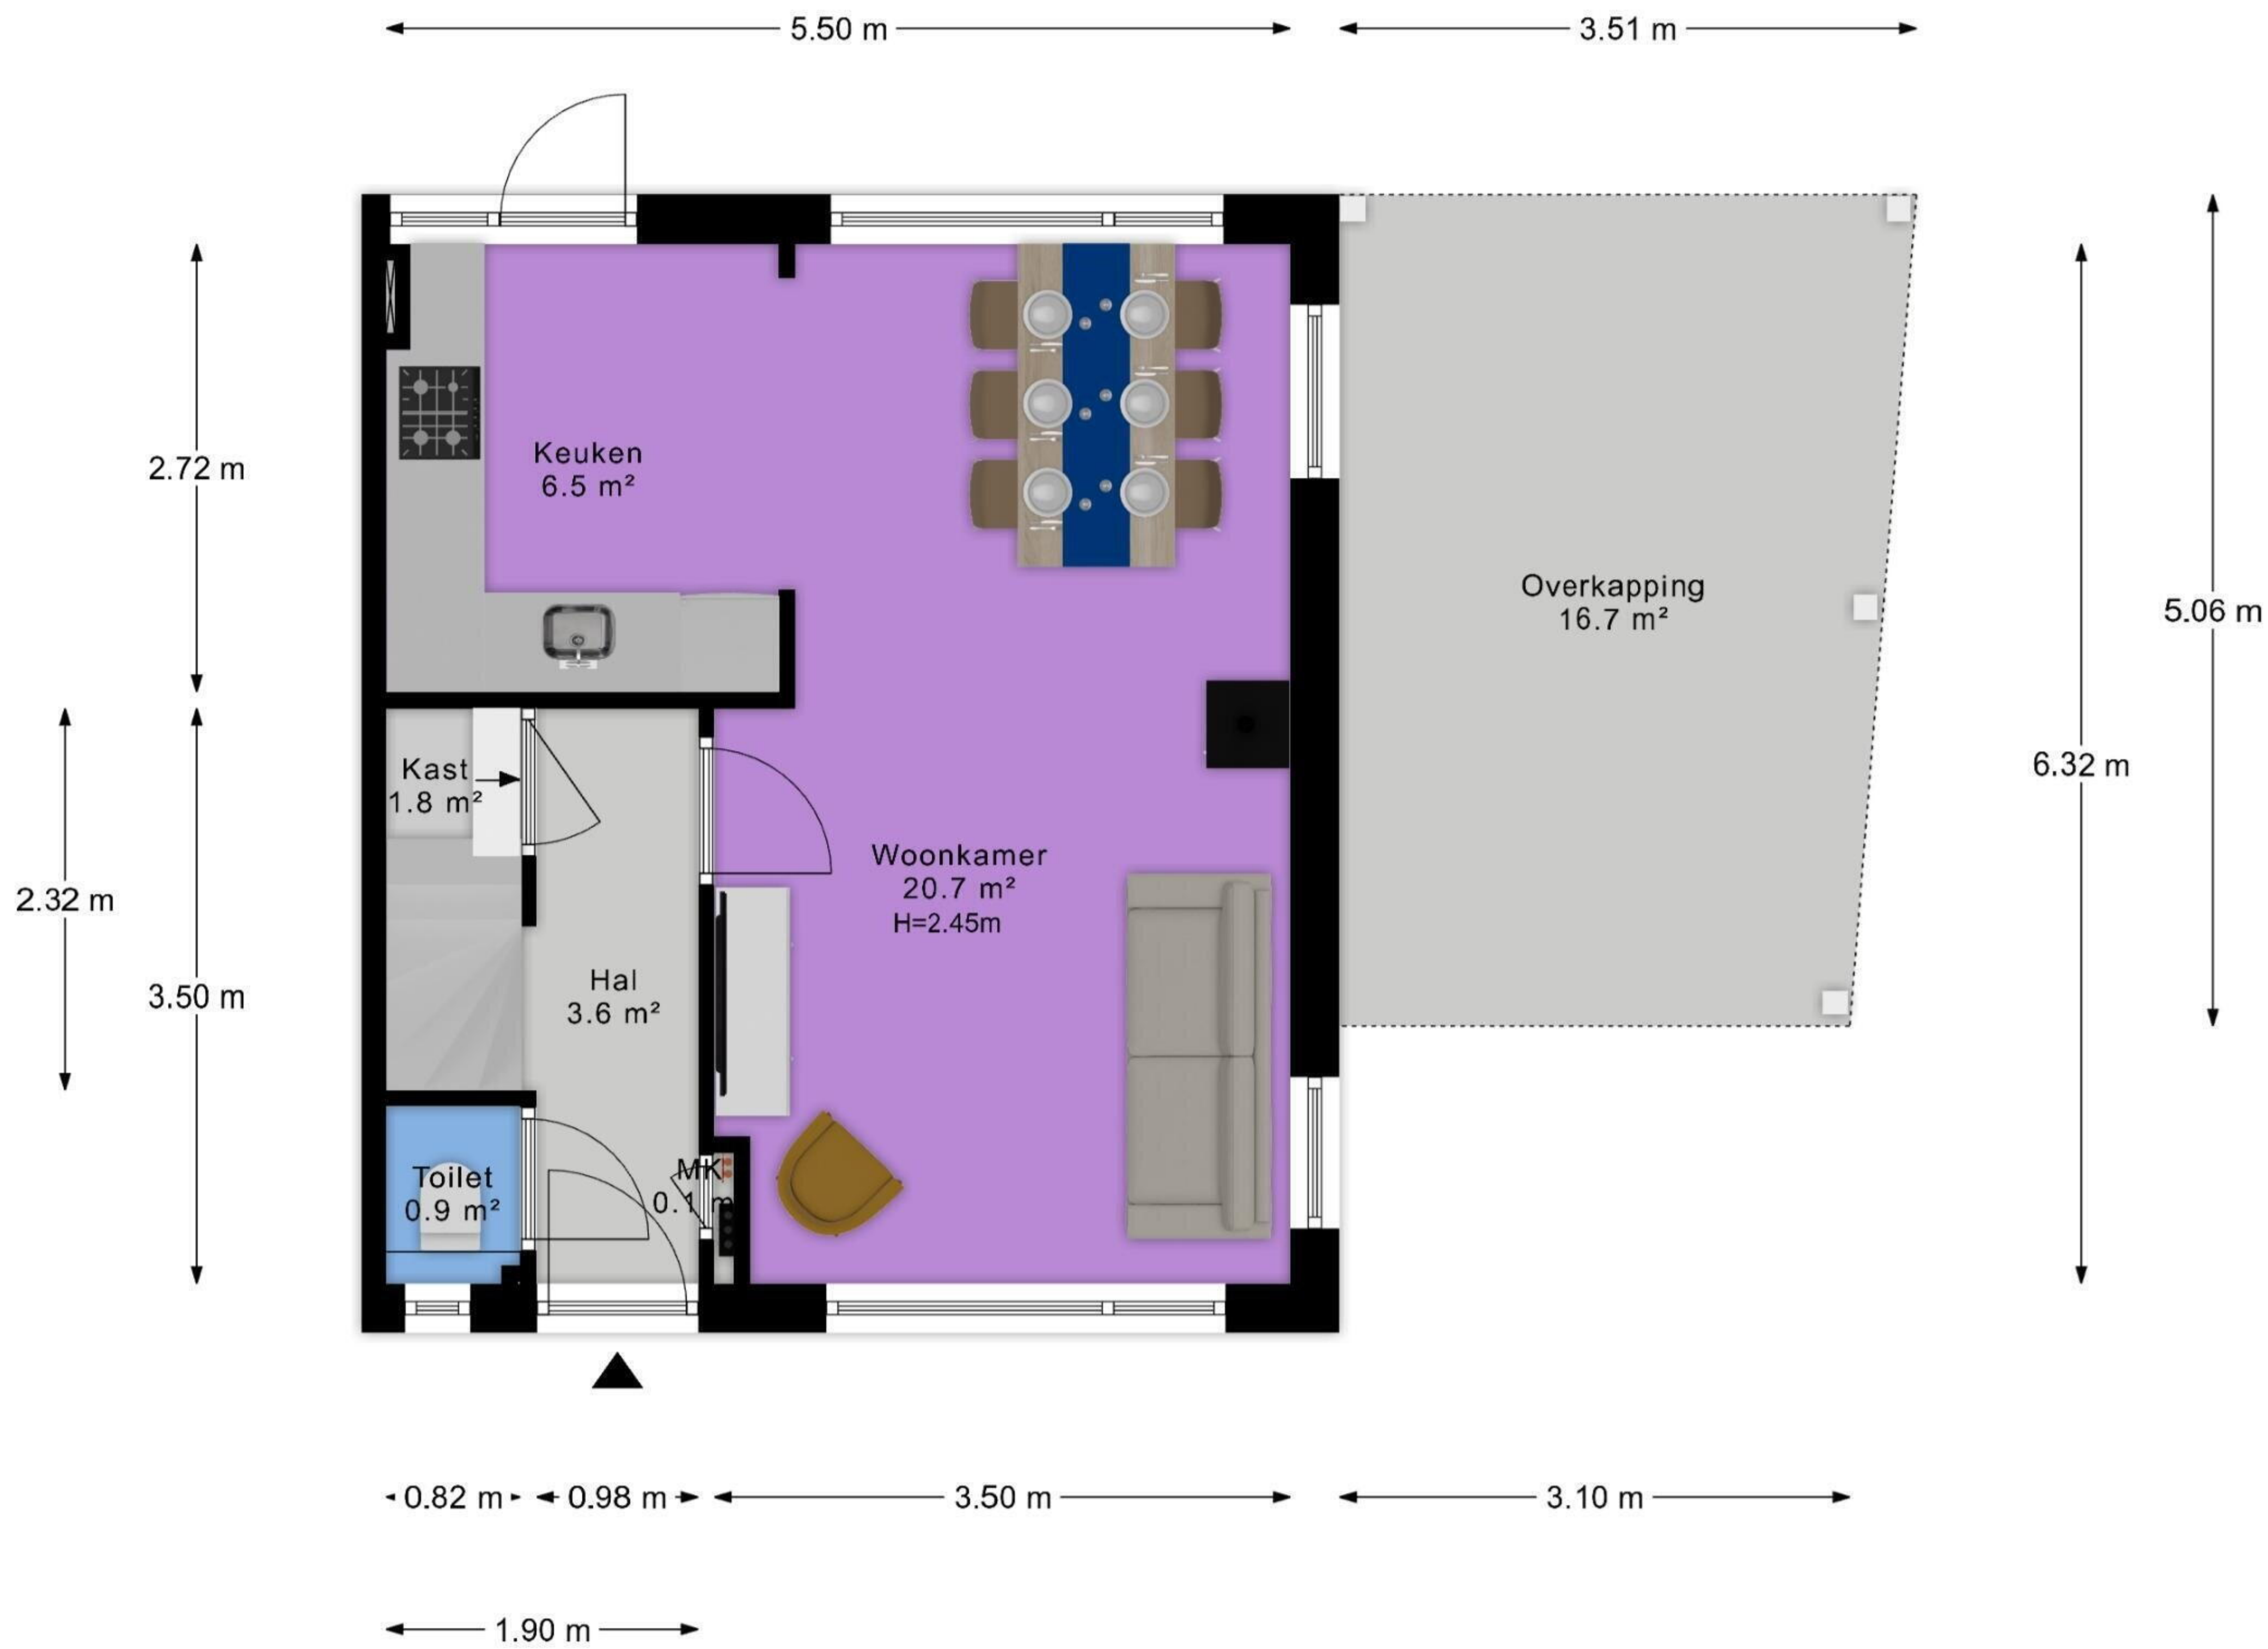 5.50 m
3.51 m
2.72 m
Keuken
6.5 m²
Overkapping
16.7 m²
5.06 m
6.32 m
Kast
1.8 m²
Woonkamer
20.7 m²
H=2.45m
2.32 m
3.50 m
Hal
3.6 m²
MK
0.1 m
Toilet
0.9 m²
0.82 m
0.98 m
3.50 m
3.10 m
1.90 m